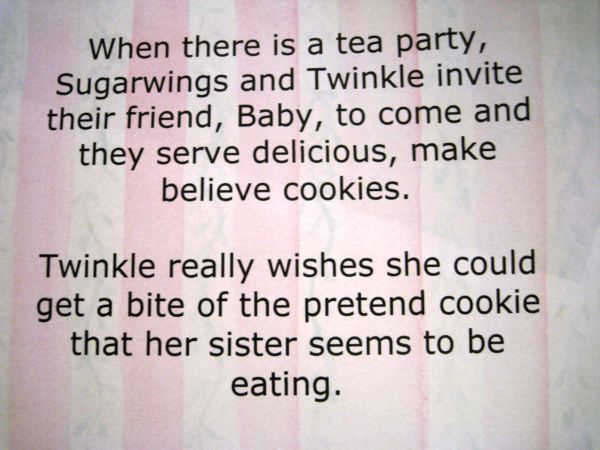 When there is a tea party,
Sugarwings and Twinkle invite
their friend, Baby, to come and
they serve delicious, make
believe cookies.
Twinkle really wishes she could
get a bite of the pretend cookie
that her sister seems to be
eating.